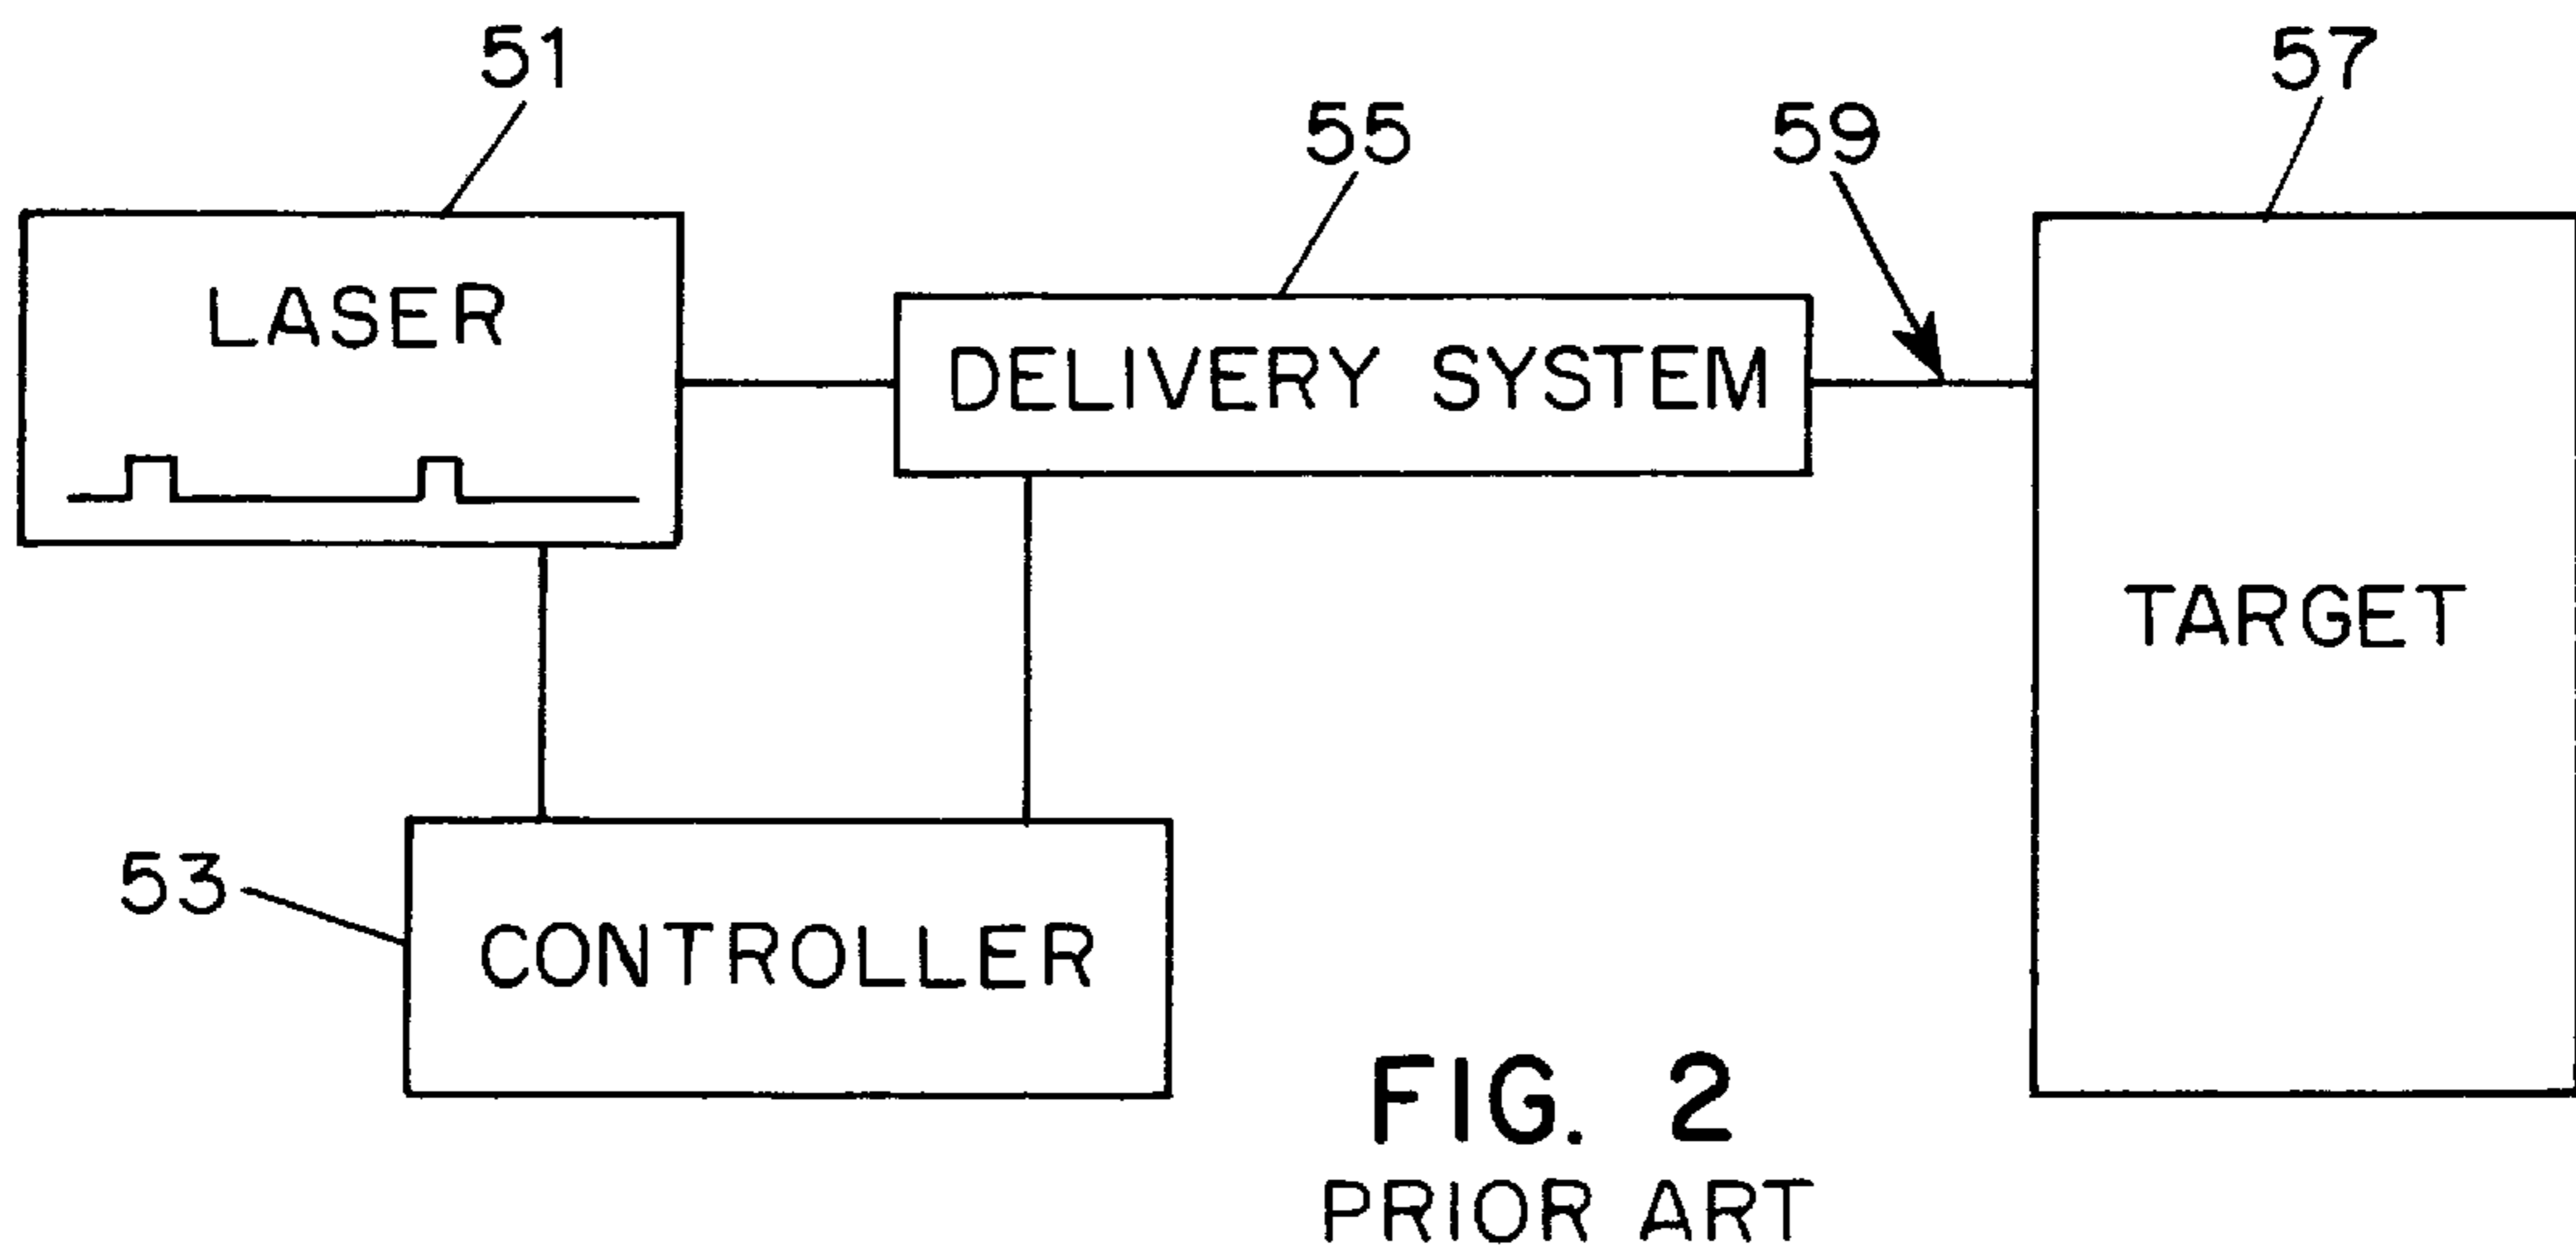 51
55
59
57
LASER
DELIVERY SYSTEM
TARGET
53
CONTROLLER
FIG. 2
PRIOR ART